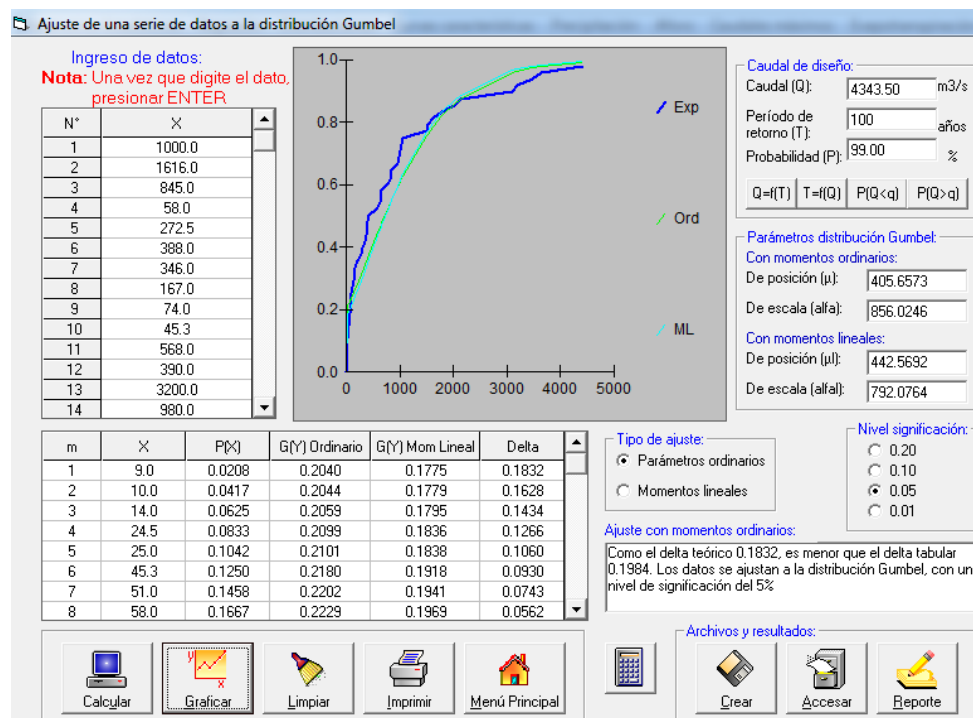 Ajuste de una serie de datos a la distribución Gumbel
Ingreso de datos:
Nota: Una vez que digite el dato,
presionar ENTER
N° X
1 1000.0
2 1616.0
3 845.0
4 58.0
5 272.5
6 388.0
7 346.0
8 167.0
9 74.0
10 45.3
11 568.0
12 390.0
13 3200.0
14 980.0
1.0
0.8
0.6
0.4
0.2
0.0
0 1000 2000 3000 4000 5000
Exp
Ord
ML
Caudal de diseño:
Caudal (Q): 4343.50 m3/s
Período de
retorno (T): 100 años
Probabilidad (P): 99.00 %
Q=f(T) T=f(Q) P(Q<q) P(Q>q)
Parámetros distribución Gumbel:
Con momentos ordinarios:
De posición (μ): 405.6573
De escala (alfa): 856.0246
Con momentos lineales:
De posición (μl): 442.5692
De escala (alfal): 792.0764
m X P(X) G(Y) Ordinario G(Y) Mom Lineal Delta
1 9.0 0.0208 0.2040 0.1775 0.1832
2 10.0 0.0417 0.2044 0.1779 0.1628
3 14.0 0.0625 0.2059 0.1795 0.1434
4 24.5 0.0833 0.2099 0.1836 0.1266
5 25.0 0.1042 0.2101 0.1838 0.1060
6 45.3 0.1250 0.2180 0.1918 0.0930
7 51.0 0.1458 0.2202 0.1941 0.0743
8 58.0 0.1667 0.2229 0.1969 0.0562
Tipo de ajuste:
Parámetros ordinarios
Momentos lineales
Nivel significación:
0.20
0.10
0.05
0.01
Ajuste con momentos ordinarios:
Como el delta teórico 0.1832, es menor que el delta tabular
0.1984. Los datos se ajustan a la distribución Gumbel, con un
nivel de significación del 5%
Calcular Graficar Limpiar Imprimir Menú Principal
Archivos y resultados:
Crear Accesar Reporte